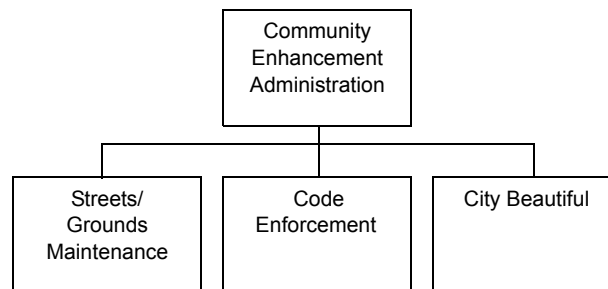 Community
Enhancement
Administration
Streets/
Grounds
Maintenance
Code
Enforcement
City Beautiful